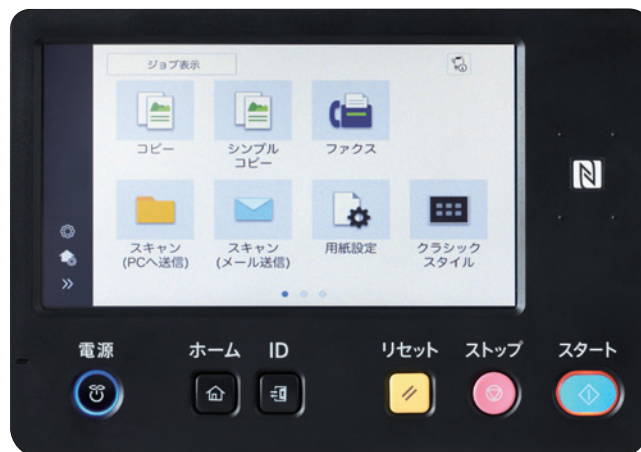 ジョブ表示
コピー
シンプル
コピー
ファクス
スキャン
(PCへ送信)
スキャン
(メール送信)
用紙設定
クラシック
スタイル
電源
ホーム
ID
リセット
ストップ
スタート